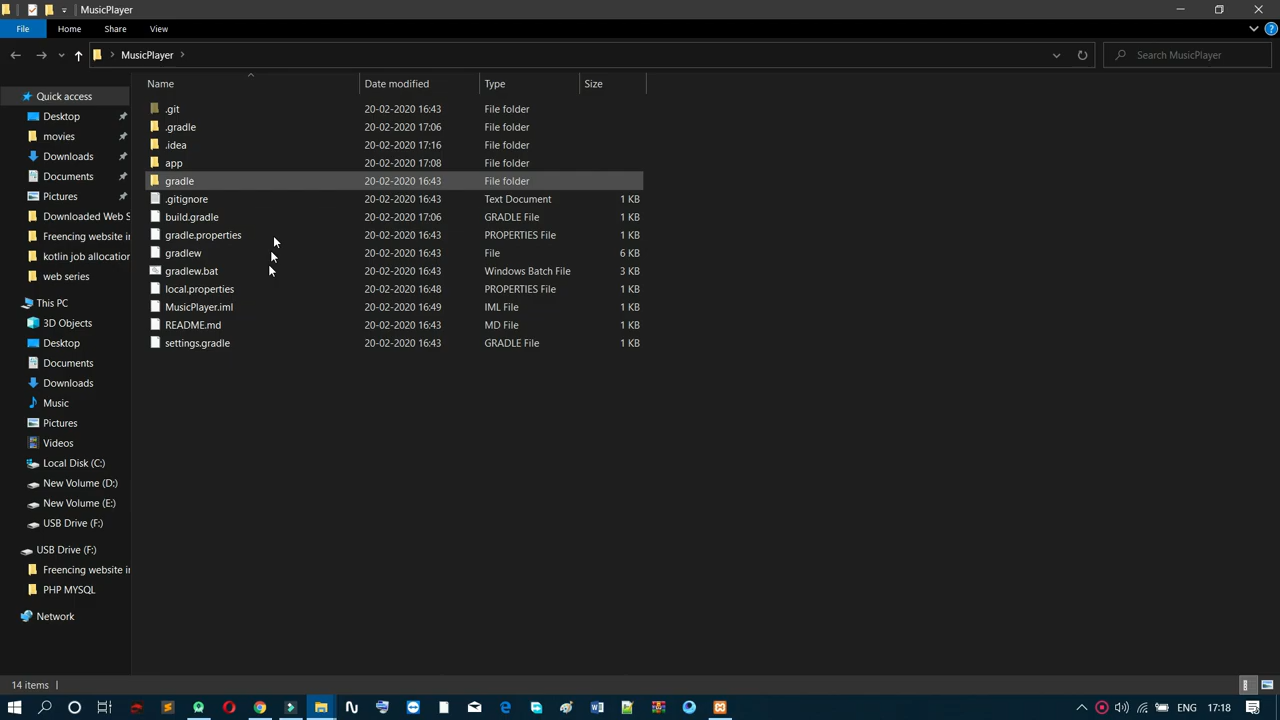 MusicPlayer
File Home Share View
MusicPlayer
Search MusicPlayer
Name Date modified Type Size
Quick access
Desktop
movies
Downloads
Documents
Pictures
Downloaded Web S
Freencing website i
kotlin job allocation
web series
This PC
3D Objects
Desktop
Documents
Downloads
Music
Pictures
Videos
Local Disk (C:)
New Volume (D:)
New Volume (E:)
USB Drive (F:)
USB Drive (F:)
Freencing website i
PHP MYSQL
Network
.git 20-02-2020 16:43 File folder
.gradle 20-02-2020 17:06 File folder
.idea 20-02-2020 17:16 File folder
app 20-02-2020 17:08 File folder
gradle 20-02-2020 16:43 File folder
.gitignore 20-02-2020 16:43 Text Document 1 KB
build.gradle 20-02-2020 17:06 GRADLE File 1 KB
gradle.properties 20-02-2020 16:43 PROPERTIES File 1 KB
gradlew 20-02-2020 16:43 File 6 KB
gradlew.bat 20-02-2020 16:43 Windows Batch File 3 KB
local.properties 20-02-2020 16:48 PROPERTIES File 1 KB
MusicPlayer.iml 20-02-2020 16:49 IML File 1 KB
README.md 20-02-2020 16:43 MD File 1 KB
settings.gradle 20-02-2020 16:43 GRADLE File 1 KB
14 items
ENG 17:18